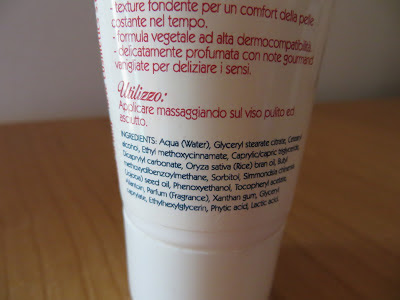 - texture fondente per un comfort della pelle
costante nel tempo.
- formula vegetale ad alta dermocompatibilità.
- delicatamente profumata con note gourmand
vanigliate per deliziare i sensi.
Utilizzo:
Applicare massaggiando sul viso pulito ed
asciutto.
INGREDIENTS: Aqua (Water), Glyceryl stearate citrate, Cetearyl
alcohol, Ethyl methoxycinnamate, Caprylic/capric triglyceride,
Dicaprylyl carbonate, Oryza sativa (Rice) bran oil, Butyl
methoxydibenzoylmethane, Sorbitol, Simmondsia chinensis
(Jojoba) seed oil, Phenoxyethanol, Tocopheryl acetate,
Allantoin, Parfum (Fragrance), Xanthan gum, Glyceryl
caprylate, Ethylhexylglycerin, Phytic acid, Lactic acid.